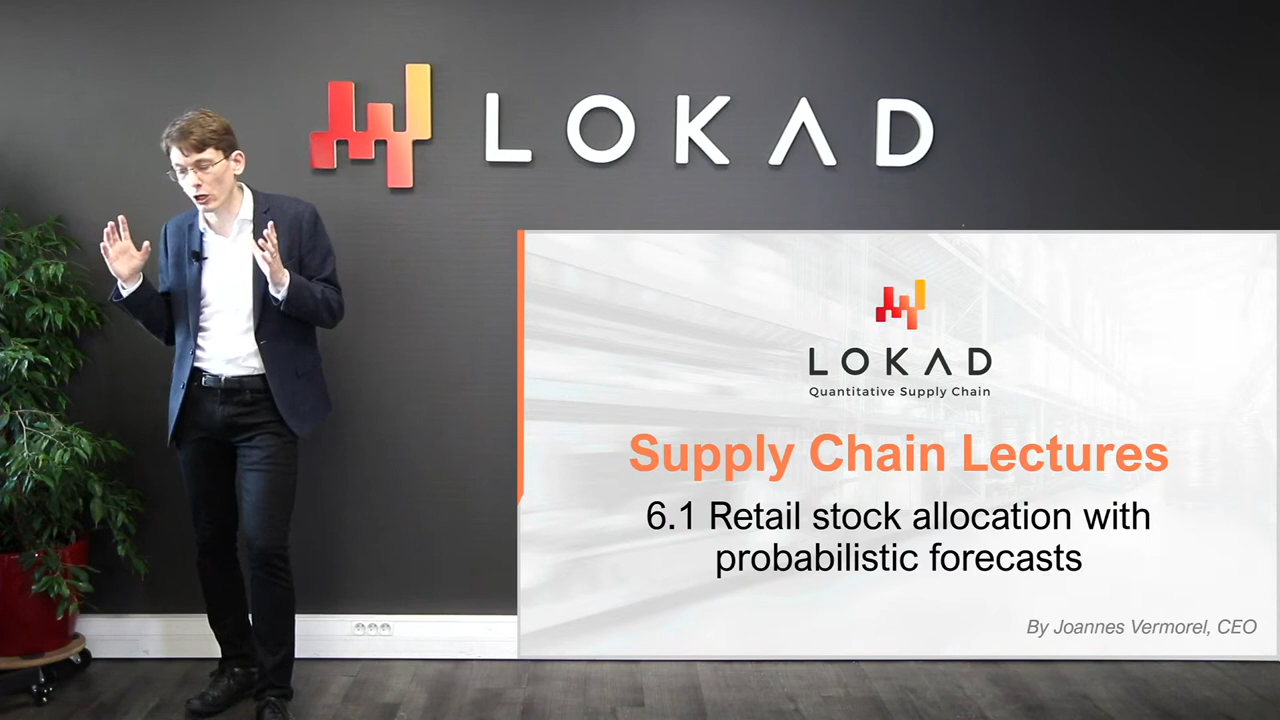 LOKAD
LOKAD
Quantitative Supply Chain
Supply Chain Lectures
6.1 Retail stock allocation with
probabilistic forecasts
By Joannes Vermorel, CEO